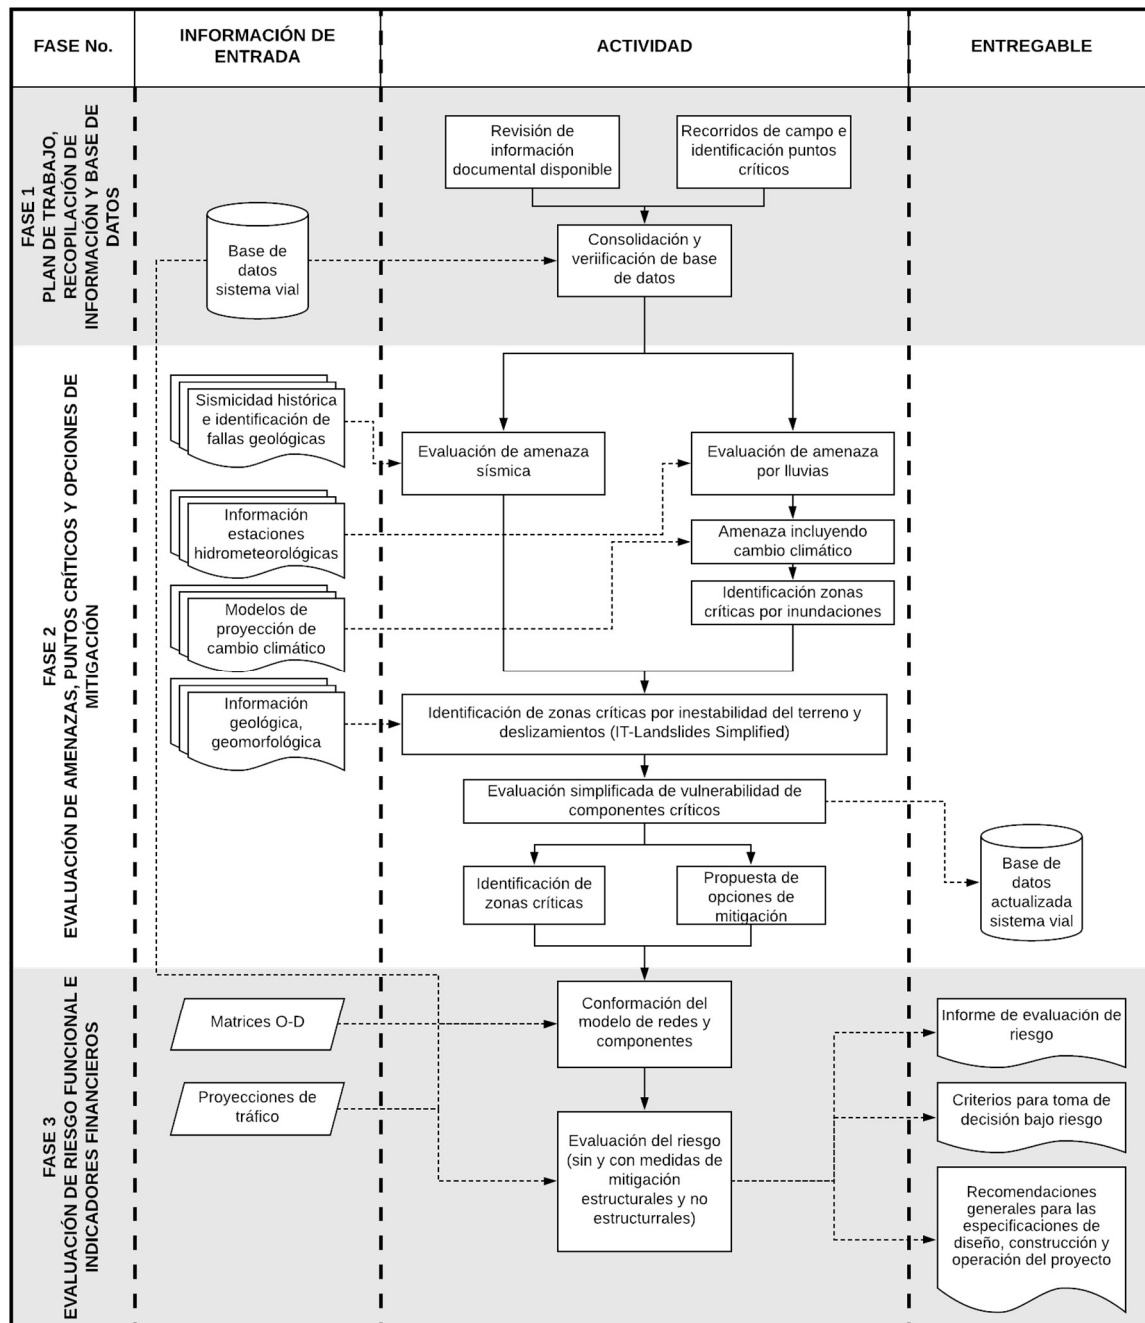 FASE No.
INFORMACIÓN DE
ENTRADA
ACTIVIDAD
ENTREGABLE
FASE 1
PLAN DE TRABAJO,
RECOPILACIÓN DE
INFORMACIÓN Y BASE DE
DATOS
Revisión de
información
documental disponible
Recorridos de campo e
identificación puntos
críticos
Base de
datos
sistema vial
Consolidación y
veriificación de base
de datos
FASE 2
EVALUACIÓN DE AMENAZAS, PUNTOS CRÍTICOS Y OPCIONES DE
MITIGACIÓN
Sismicidad histórica
e identificación de
fallas geológicas
Evaluación de amenaza
sísmica
Evaluación de amenaza
por lluvias
Información
estaciones
hidrometeorológicas
Amenaza incluyendo
cambio climático
Identificación zonas
críticas por inundaciones
Modelos de
proyección de
cambio climático
Información
geológica,
geomorfológica
Identificación de zonas críticas por inestabilidad del terreno y
deslizamientos (IT-Landslides Simplified)
Evaluación simplificada de vulnerabilidad de
componentes críticos
Identificación de
zonas críticas
Propuesta de
opciones de
mitigación
Base de
datos
actualizada
sistema vial
FASE 3
EVALUACIÓN DE RIESGO FUNCIONAL E
INDICADORES FINANCIEROS
Matrices O-D
Proyecciones de
tráfico
Conformación del
modelo de redes y
componentes
Evaluación del riesgo
(sin y con medidas de
mitigación
estructurales y no
estructurrales)
Informe de evaluación de
riesgo
Criterios para toma de
decisión bajo riesgo
Recomendaciones
generales para las
especificaciones de
diseño, construcción y
operación del proyecto